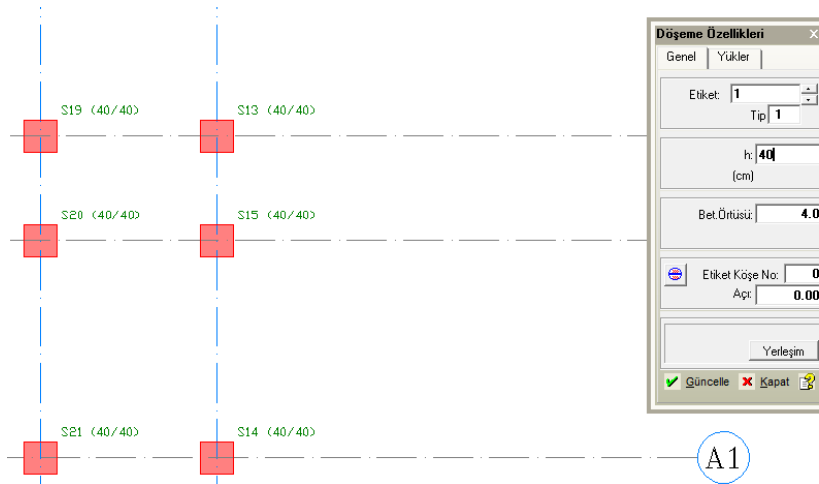 S19 (40/40)
S13 (40/40)
S20 (40/40)
S15 (40/40)
S21 (40/40)
S14 (40/40)
A1
Döşeme Özellikleri
Genel
Yükler
Etiket: 1
Tip 1
h: 40
(cm)
Bet.Örtüsü: 4.0
Etiket Köşe No: 0
Açı: 0.00
Yerleşim
Güncelle
Kapat